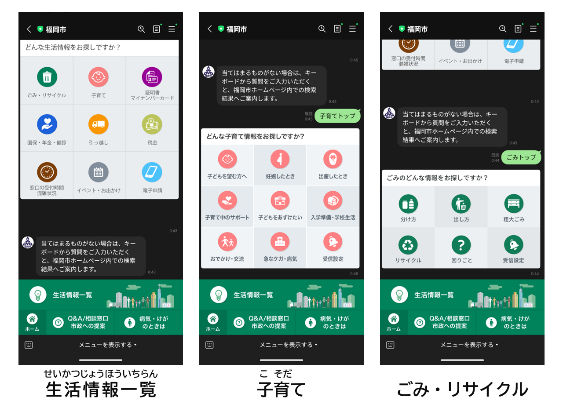 福岡市
どんな生活情報をお探しですか？
ごみ・リサイクル
子育て
証明書
マイナンバーカード
国保・年金・健診
引っ越し
税金
窓口の受付時間
混雑状況
イベント・お出かけ
電子申請
当てはまるものがない場合は、キー
ボードから質問をご入力いただく
と、福岡市ホームページ内での検索
結果へご案内します。
生活情報一覧
ホーム
Q&A/相談窓口
市政への提案
病気・けが
のときは
メニューを表示する
せいかつじょうほういちらん
生活情報一覧
福岡市
当てはまるものがない場合は、キー
ボードから質問をご入力いただく
と、福岡市ホームページ内での検索
結果へご案内します。
子育てトップ
どんな子育て情報をお探しですか？
子どもを望む方へ
妊娠したとき
出産したとき
子育て中のサポート
子どもをあずけたい
入学準備・学校生活
おでかけ・交流
急なケガ・病気
受信設定
生活情報一覧
ホーム
Q&A/相談窓口
市政への提案
病気・けが
のときは
メニューを表示する
こ そだ
子育て
福岡市
窓口の受付時間
混雑状況
イベント・お出かけ
電子申請
当てはまるものがない場合は、キー
ボードから質問をご入力いただく
と、福岡市ホームページ内での検索
結果へご案内します。
ごみトップ
ごみのどんな情報をお探しですか？
分け方
出し方
粗大ごみ
リサイクル
困りごと
受信設定
生活情報一覧
ホーム
Q&A/相談窓口
市政への提案
病気・けが
のときは
メニューを表示する
ごみ・リサイクル